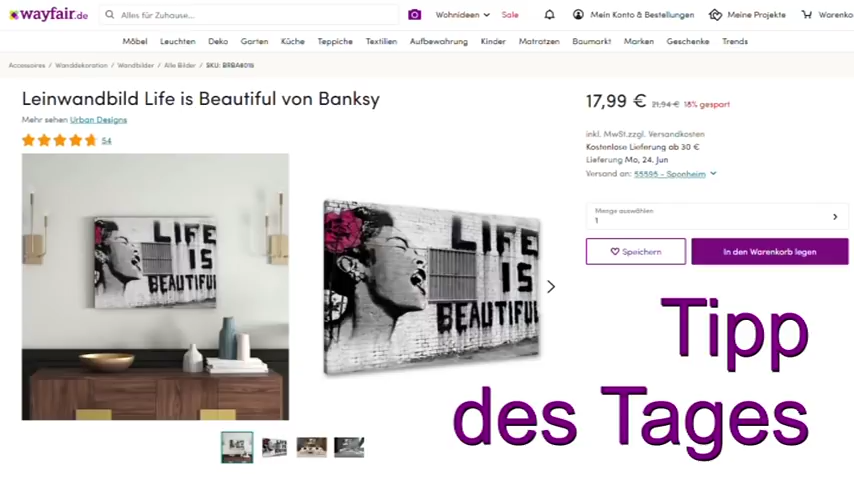 wayfair.de
Alles für Zuhause...
Wohnideen
Sale
Mein Konto & Bestellungen
Meine Projekte
Warenko
Möbel Leuchten Deko Garten Küche Teppiche Textilien Aufbewahrung Kinder Matratzen Baumarkt Marken Geschenke Trends
Accessoires / Wanddekoration / Wandbilder / Alle Bilder / SKU:
Leinwandbild Life is Beautiful von Banksy
Mehr sehen Urban Designs
54
17,99 € 21,94 € 18% gespart
inkl. MwSt.zzgl. Versandkosten
Kostenlose Lieferung ab 30 €
Lieferung Mo, 24. Jun
Versand an: 55595 - Sponheim
Menge auswählen
1
Speichern
In den Warenkorb legen
LIFE
IS
BEAUTIFUL
LIFE
IS
BEAUTIFUL
Tipp
des Tages